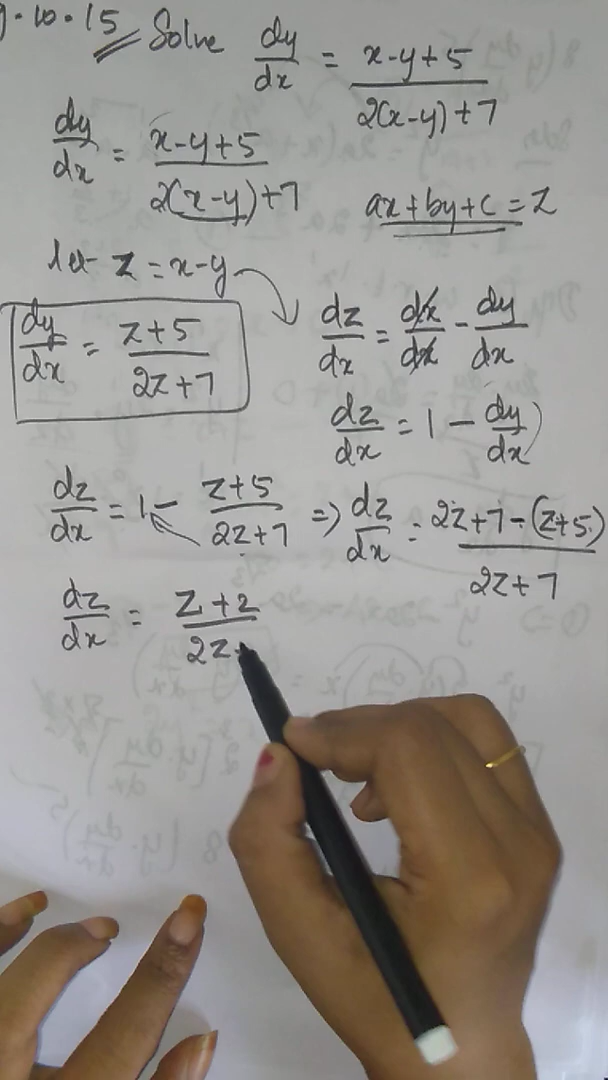 9.10.15 Solve dy/dx = x-y+5 / 2(x-y)+7
dy/dx = x-y+5 / 2(x-y)+7
ax+by+c = z
let z = x-y
dy/dx = z+5 / 2z+7
dz/dx = dx/dx - dy/dx
dz/dx = 1 - dy/dx)
dz/dx = 1 - z+5 / 2z+7 => dz/dx = 2z+7-(z+5) / 2z+7
dz/dx = z+2 / 2z